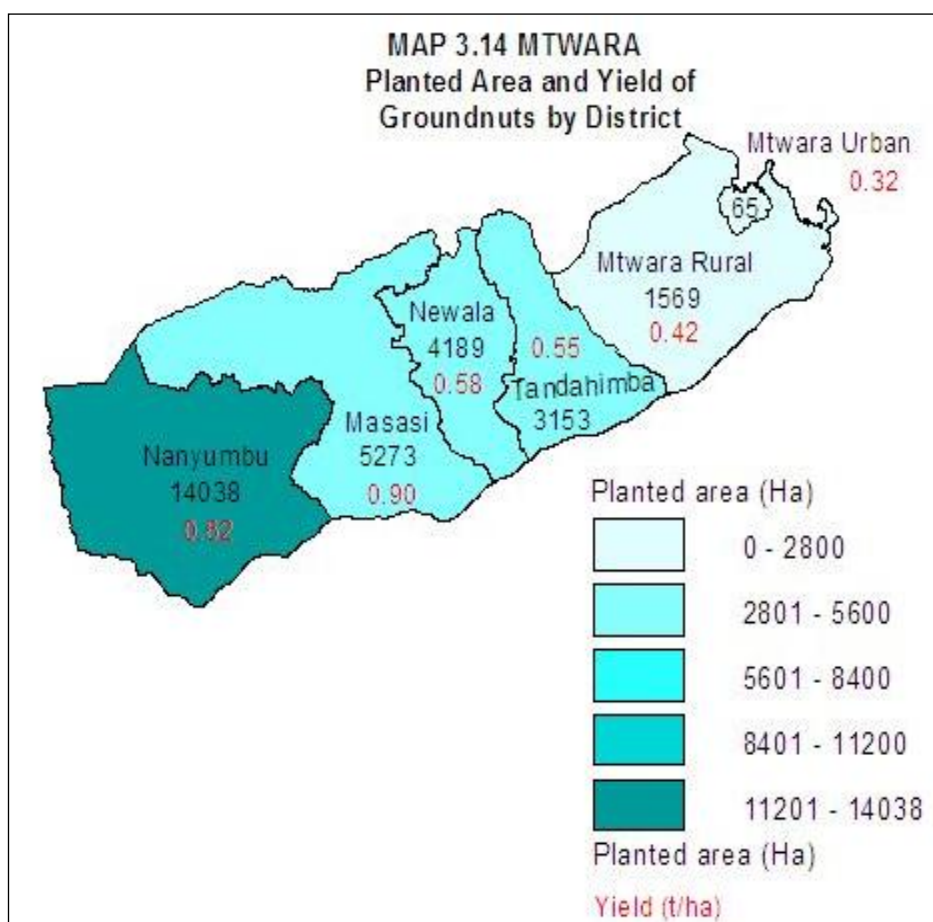 MAP 3.14 MTWARA
Planted Area and Yield of
Groundnuts by District
Mtwara Urban
0.32
65
Mtwara Rural
1569
0.42
Newala
4189
0.58
0.55
Tandahimba
3153
Masasi
5273
0.90
Nanyumbu
14038
0.82
Planted area (Ha)
0 - 2800
2801 - 5600
5601 - 8400
8401 - 11200
11201 - 14038
Planted area (Ha)
Yield (t/ha)